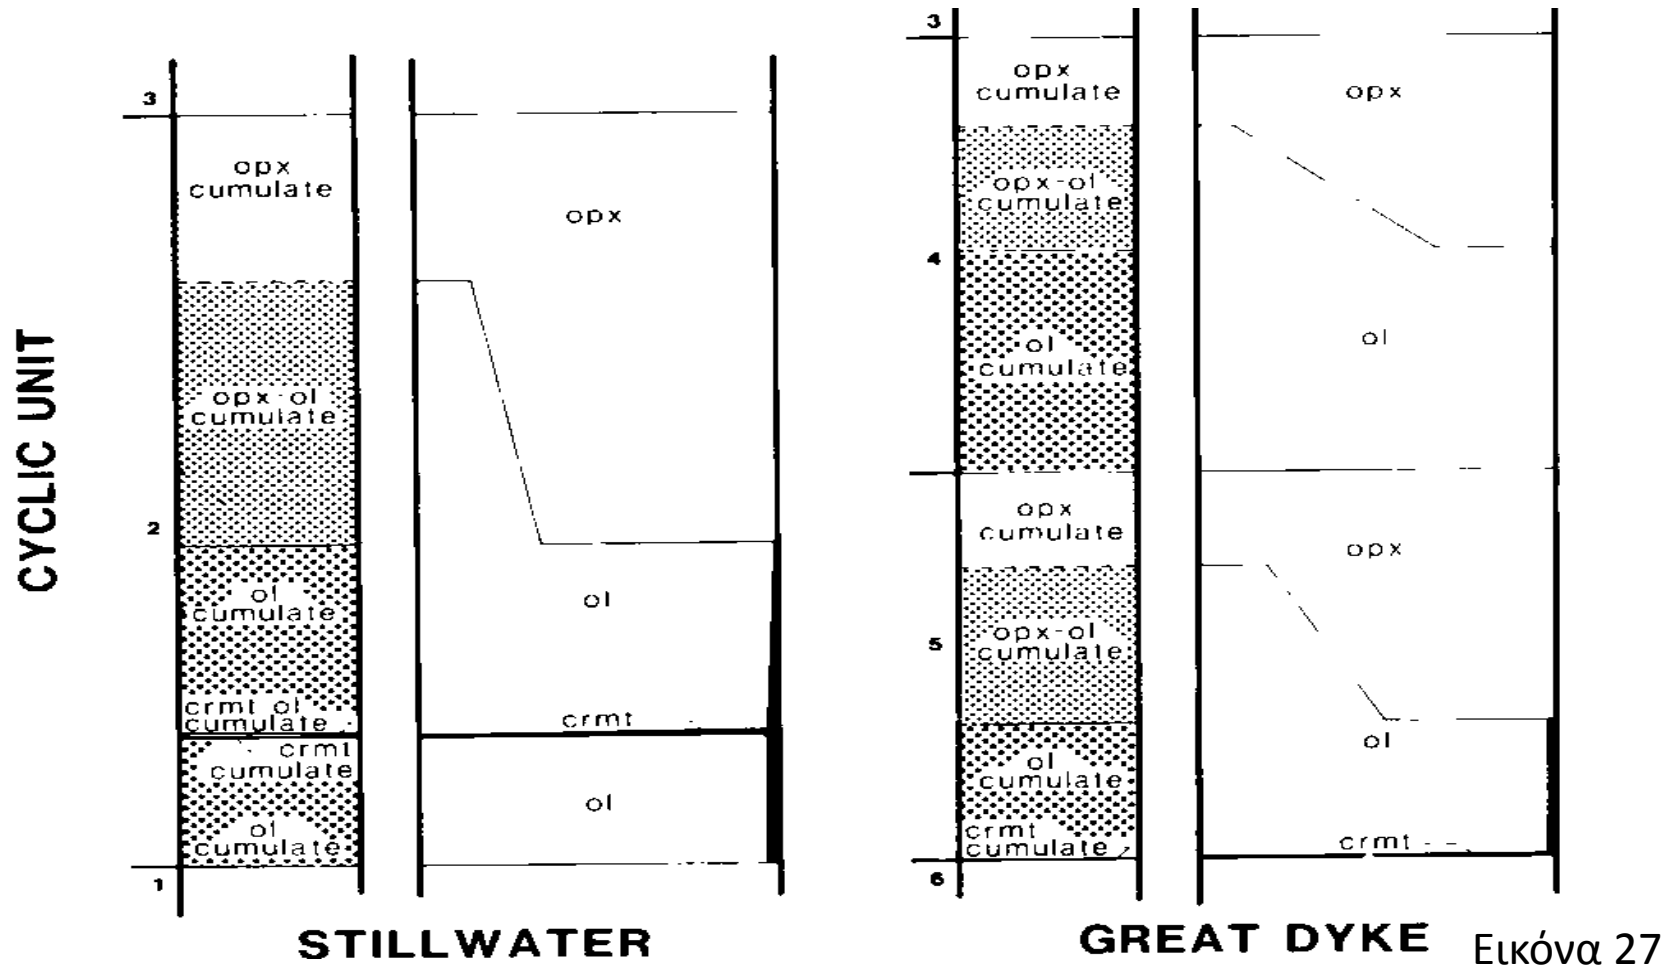 CYCLIC UNIT
3
opx
cumulate
opx-ol
cumulate
2
ol
cumulate
crmt ol
cumulate
crmt
cumulate
ol
cumulate
1
opx
ol
crmt
ol
STILLWATER
3
opx
cumulate
opx-ol
cumulate
4
ol
cumulate
opx
cumulate
5
opx-ol
cumulate
ol
cumulate
crmt
cumulate
6
opx
ol
opx
ol
crmt
GREAT DYKE
Εικόνα 27